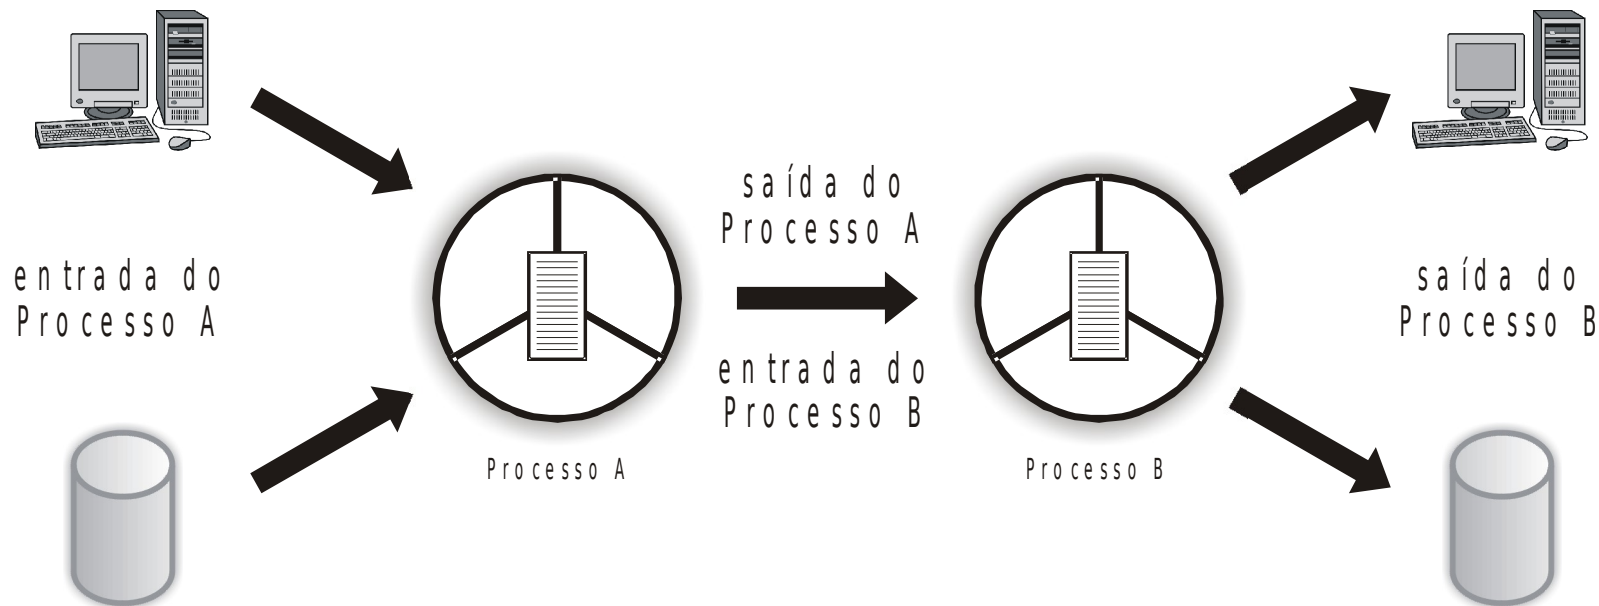 entrada do
Processo A
Processo A
saída do
Processo A
entrada do
Processo B
Processo B
saída do
Processo B